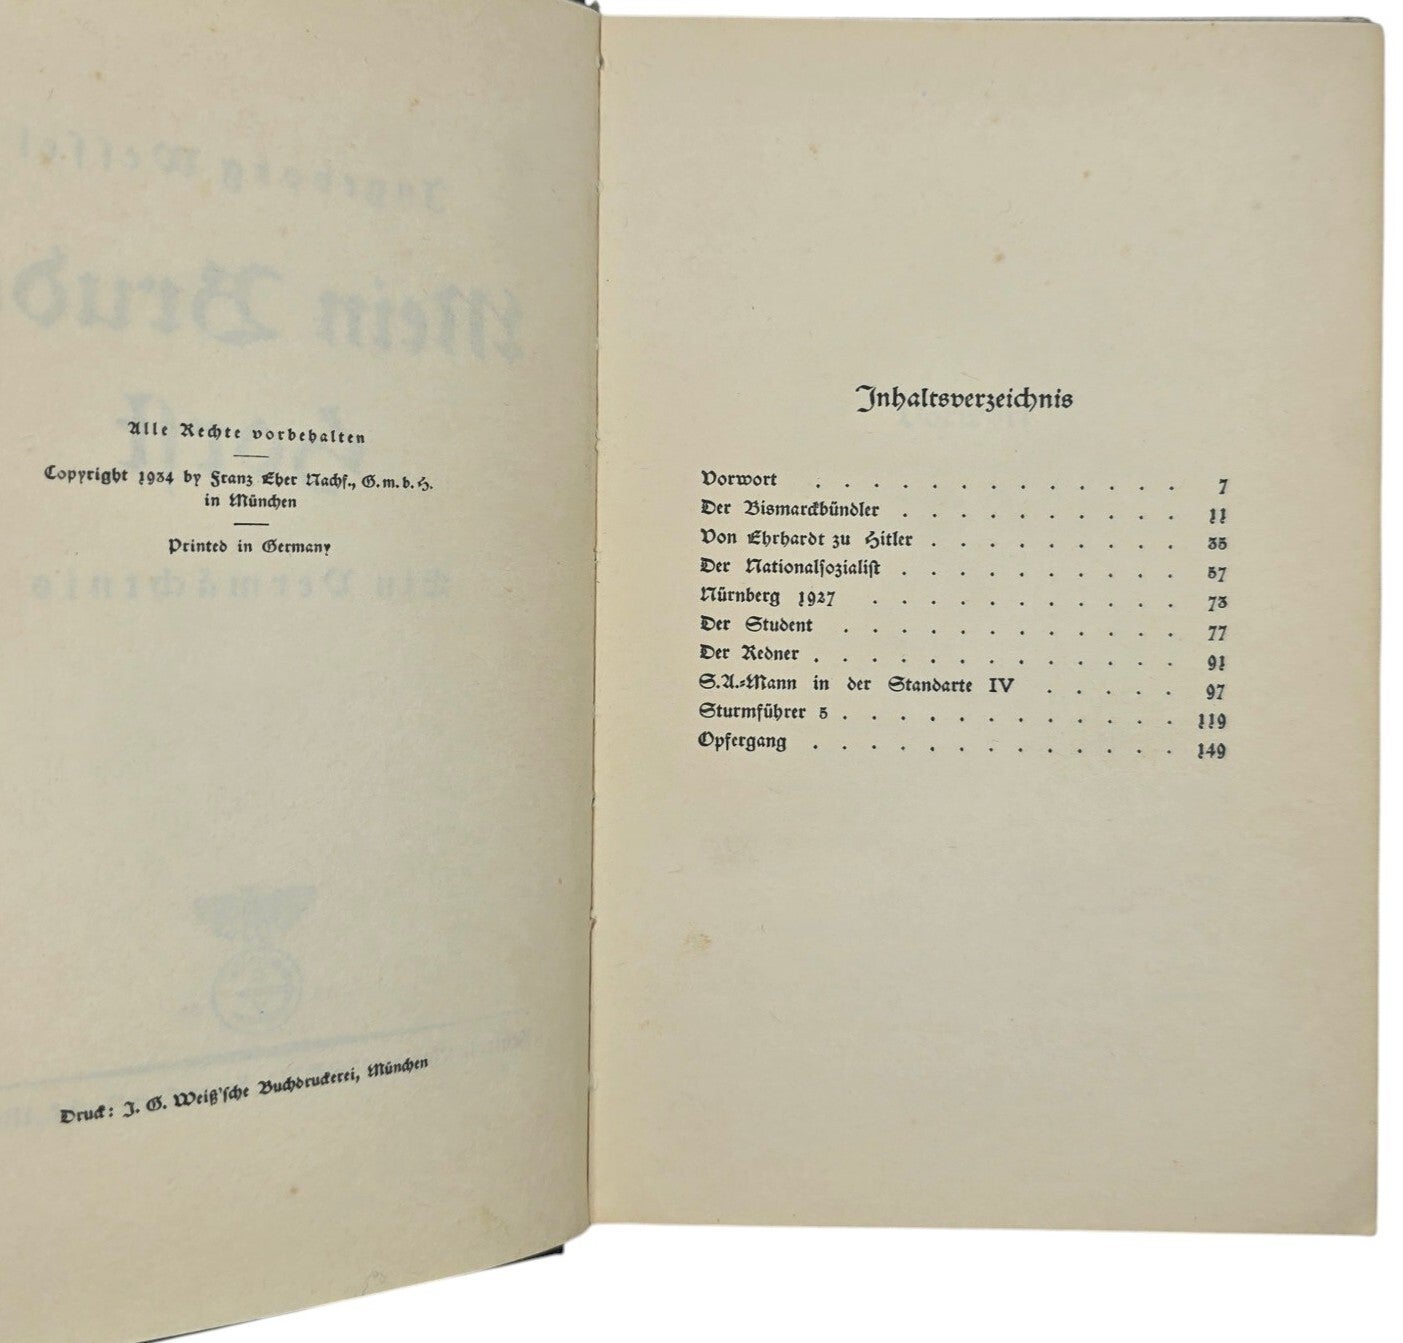 Alle Rechte vorbehalten
Copyright 1934 by Franz Eher Nachf., G.m.b.H.
in München
Printed in Germany
Druck: J. G. Weiß'sche Buchdruckerei, München
Inhaltsverzeichnis
Vorwort . . . . . . . . . . . . . 7
Der Bismarckbündler . . . . . . . . . . 11
Von Ehrhardt zu Hitler . . . . . . . . . 35
Der Nationalsozialist . . . . . . . . . . 57
Nürnberg 1927 . . . . . . . . . . . 73
Der Student . . . . . . . . . . . . 77
Der Redner . . . . . . . . . . . . . 91
S.A.-Mann in der Standarte IV . . . . . 97
Sturmführer 5 . . . . . . . . . . . . 119
Opfergang . . . . . . . . . . . . . 149